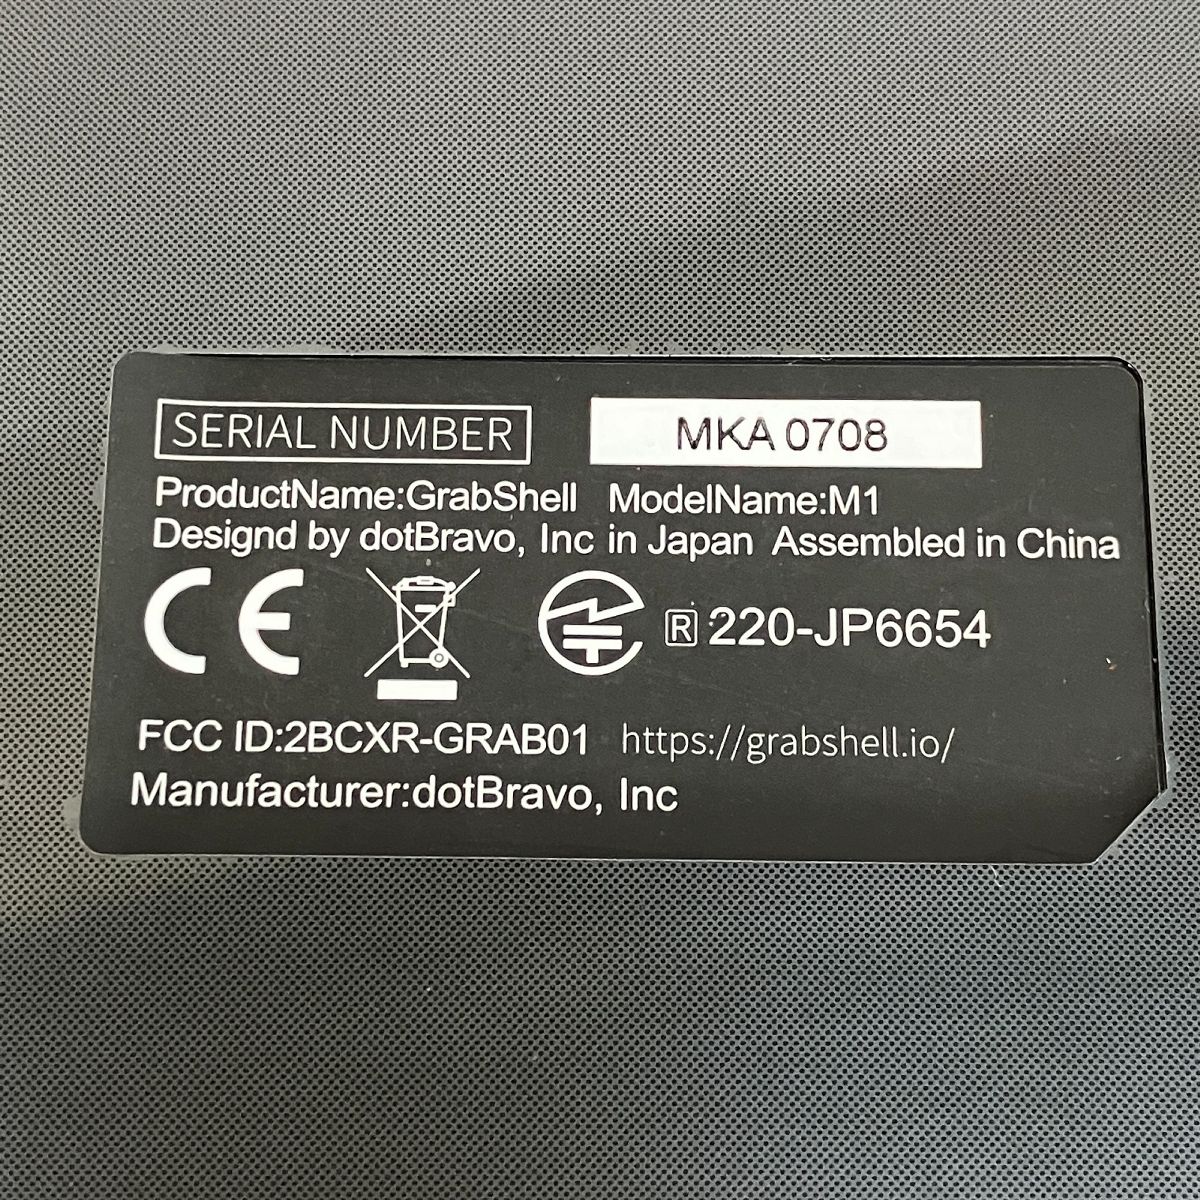 SERIAL NUMBER MKA 0708
ProductName:GrabShell ModelName:M1
Designd by dotBravo, Inc in Japan Assembled in China
CE R 220-JP6654
FCC ID:2BCXR-GRAB01 https://grabshell.io/
Manufacturer:dotBravo, Inc